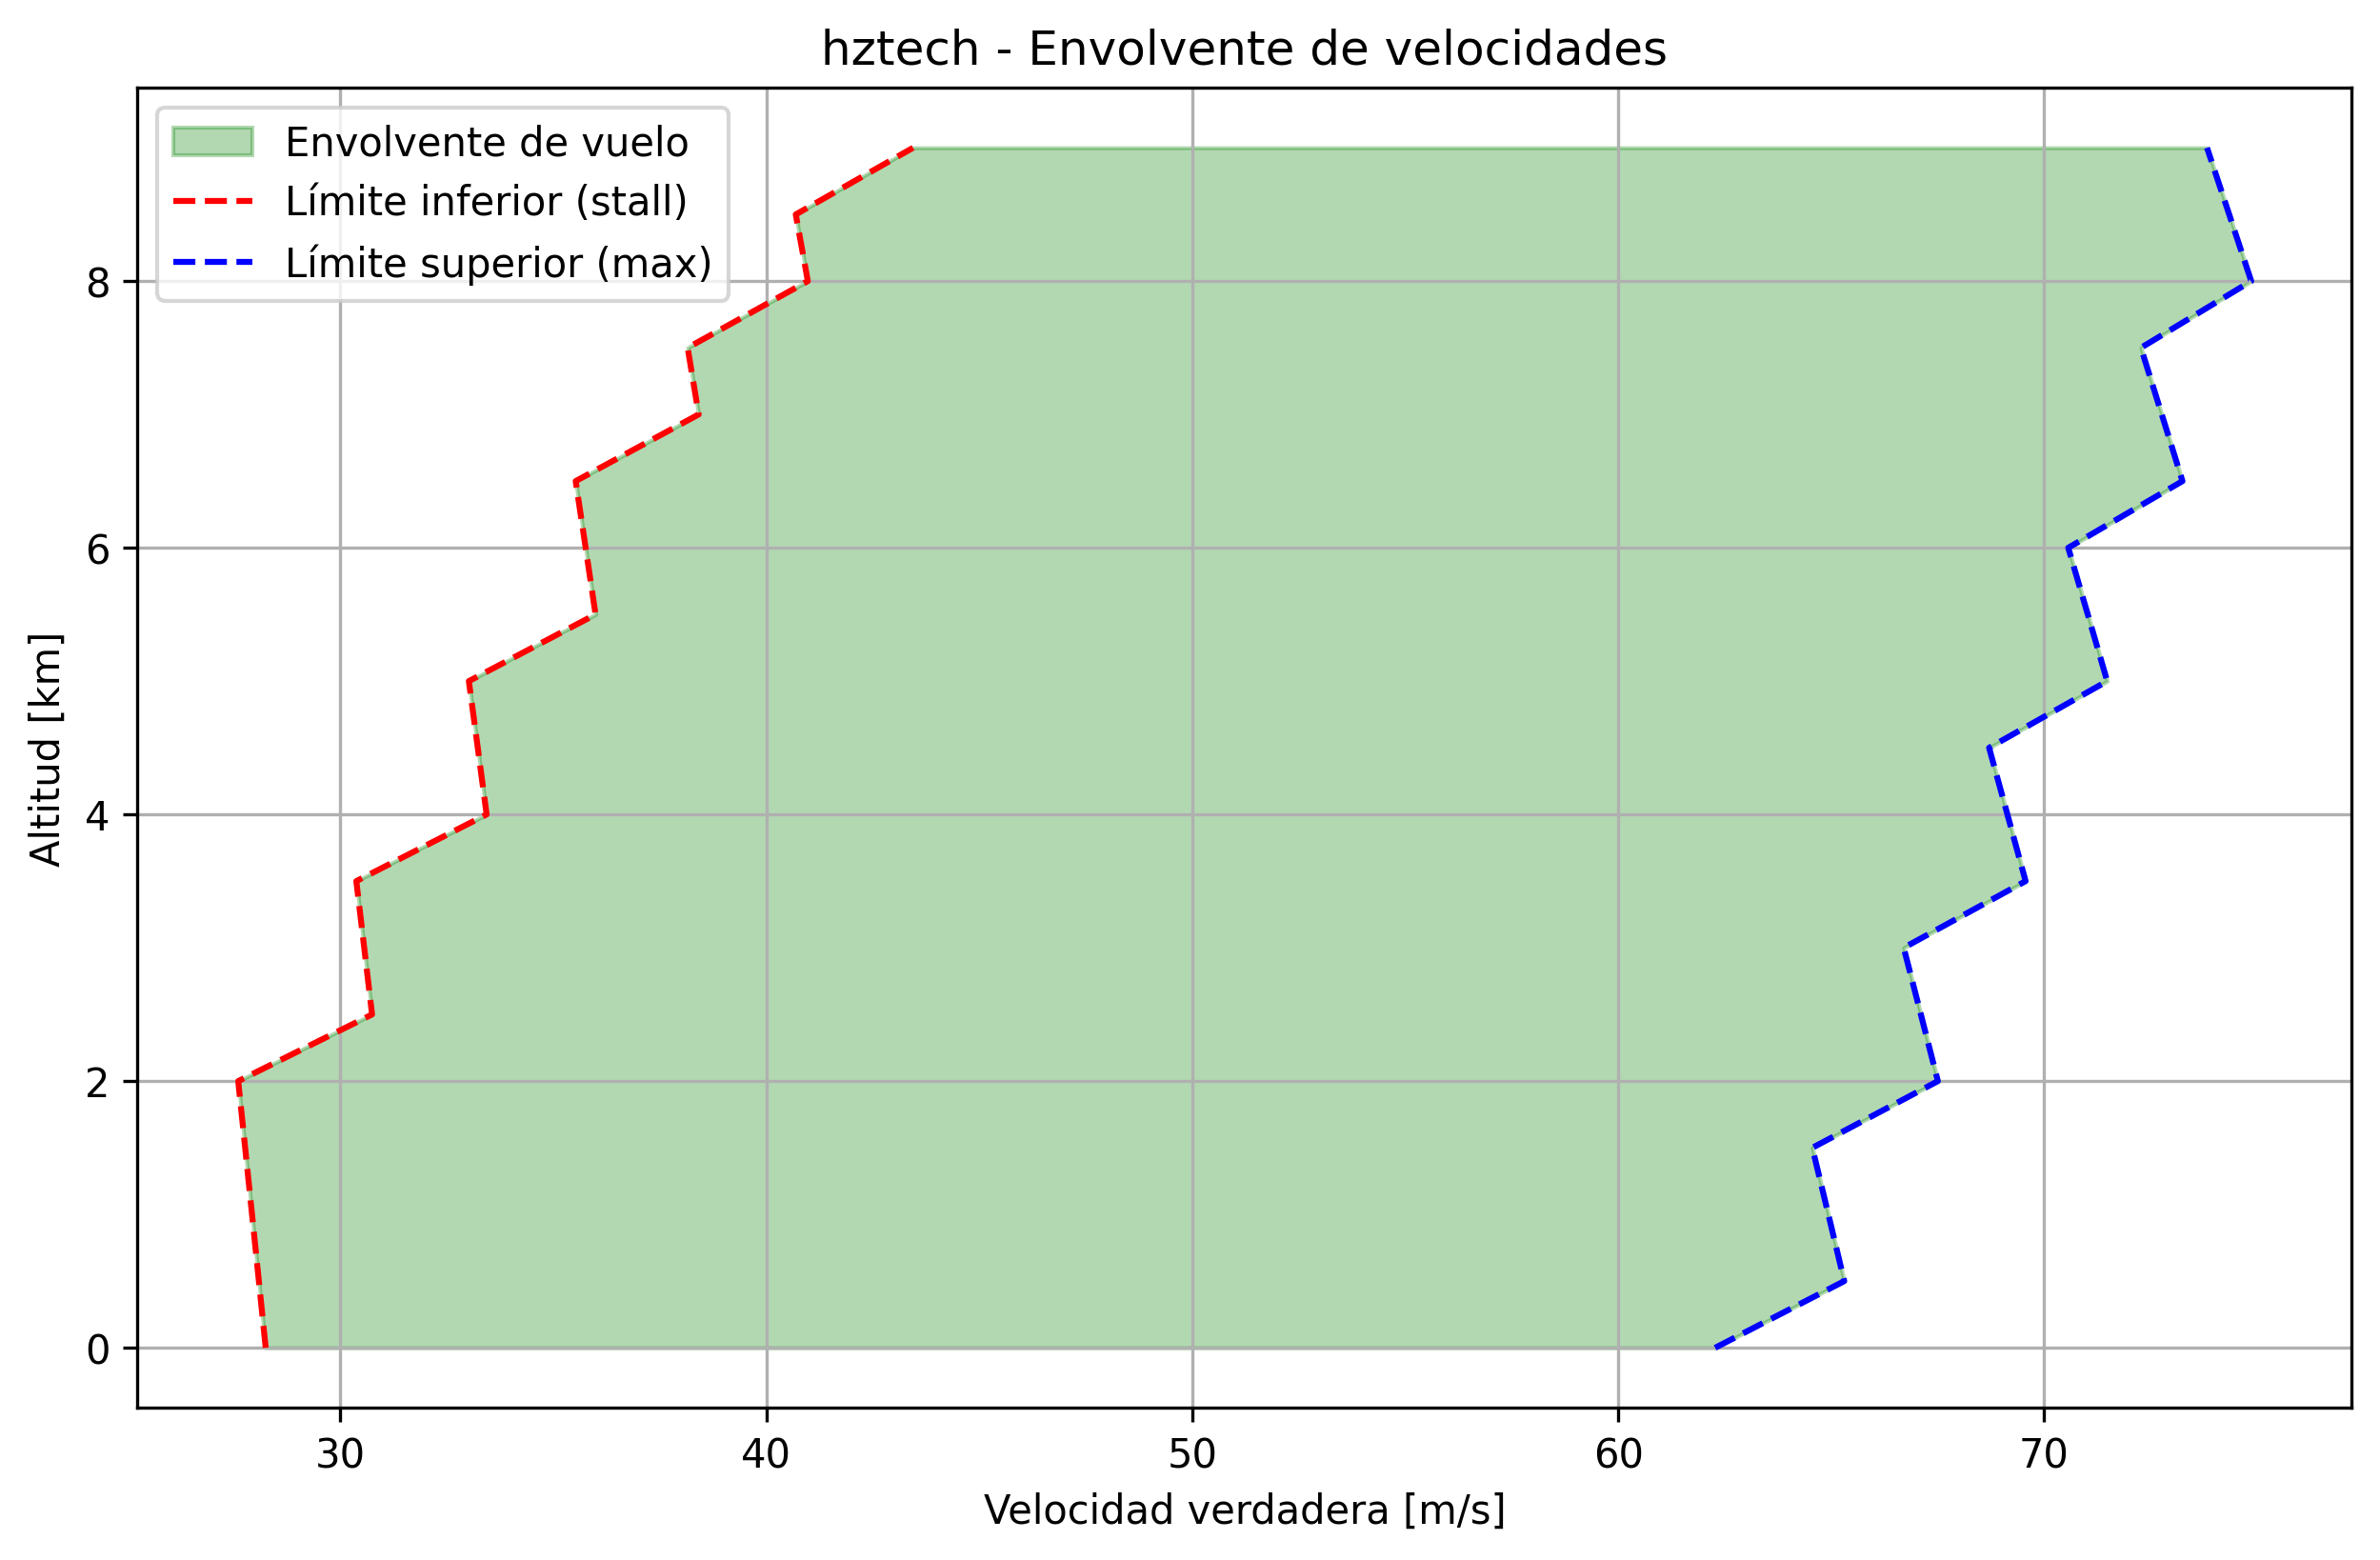 hztech - Envolvente de velocidades
Envolvente de vuelo
Límite inferior (stall)
Límite superior (max)
8
6
4
2
0
Altitud [km]
30 40 50 60 70
Velocidad verdadera [m/s]